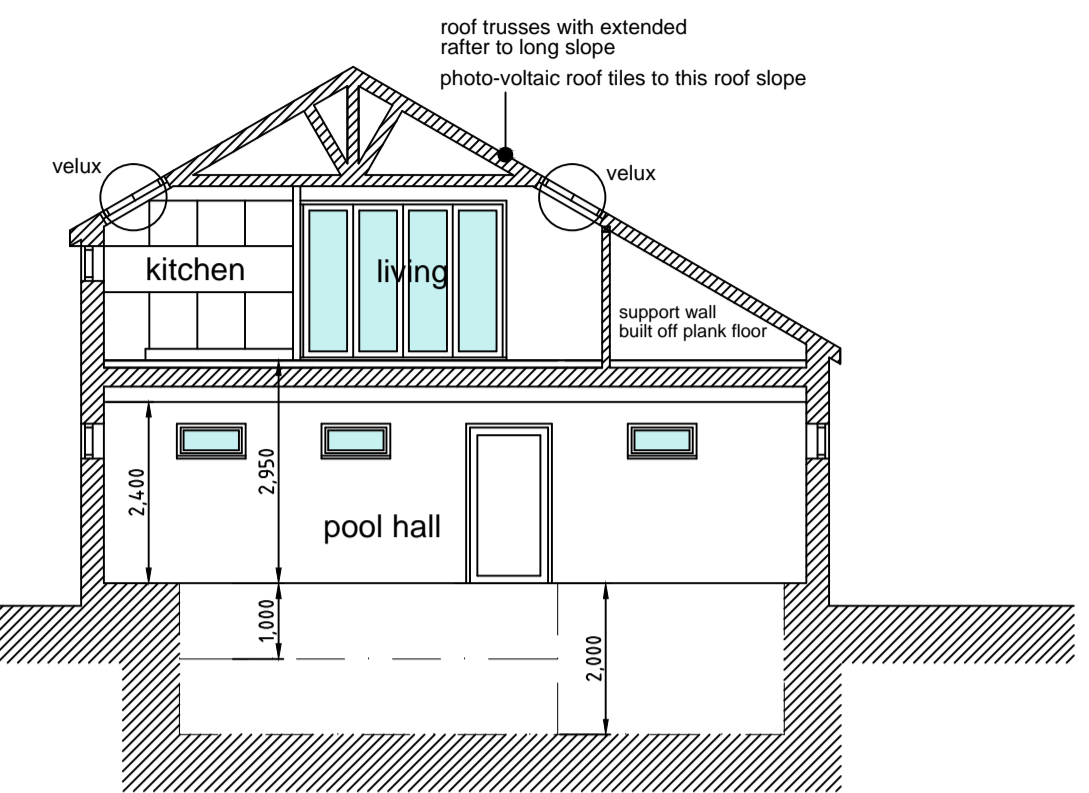 roof trusses with extended
rafter to long slope
photo-voltaic roof tiles to this roof slope
velux
velux
kitchen
living
support wall
built off plank floor
2,400
2,950
pool hall
1,000
2,000